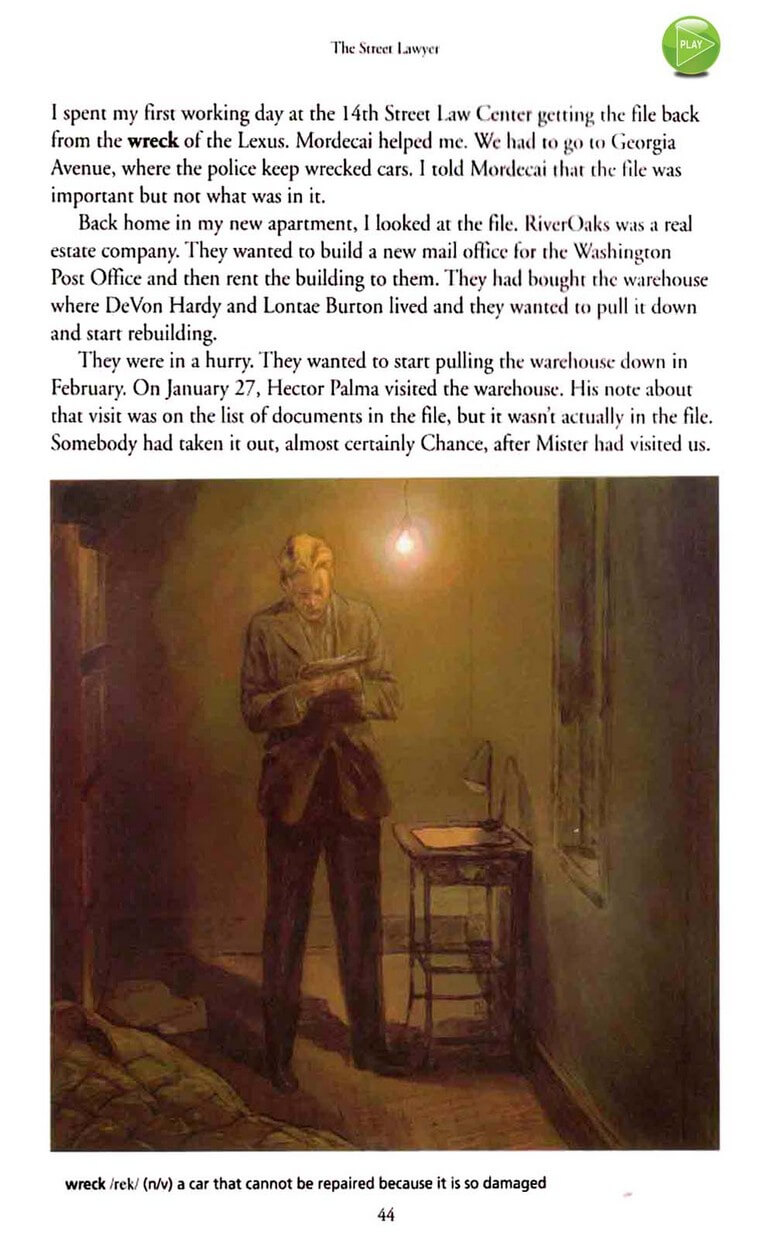 The Street Lawyer
PLAY
I spent my first working day at the 14th Street Law Center getting the file back
from the wreck of the Lexus. Mordecai helped me. We had to go to Georgia
Avenue, where the police keep wrecked cars. I told Mordecai that the file was
important but not what was in it.
Back home in my new apartment, I looked at the file. RiverOaks was a real
estate company. They wanted to build a new mail office for the Washington
Post Office and then rent the building to them. They had bought the warehouse
where DeVon Hardy and Lontae Burton lived and they wanted to pull it down
and start rebuilding.
They were in a hurry. They wanted to start pulling the warehouse down in
February. On January 27, Hector Palma visited the warehouse. His note about
that visit was on the list of documents in the file, but it wasn't actually in the file.
Somebody had taken it out, almost certainly Chance, after Mister had visited us.
wreck /rek/ (n/v) a car that cannot be repaired because it is so damaged
44